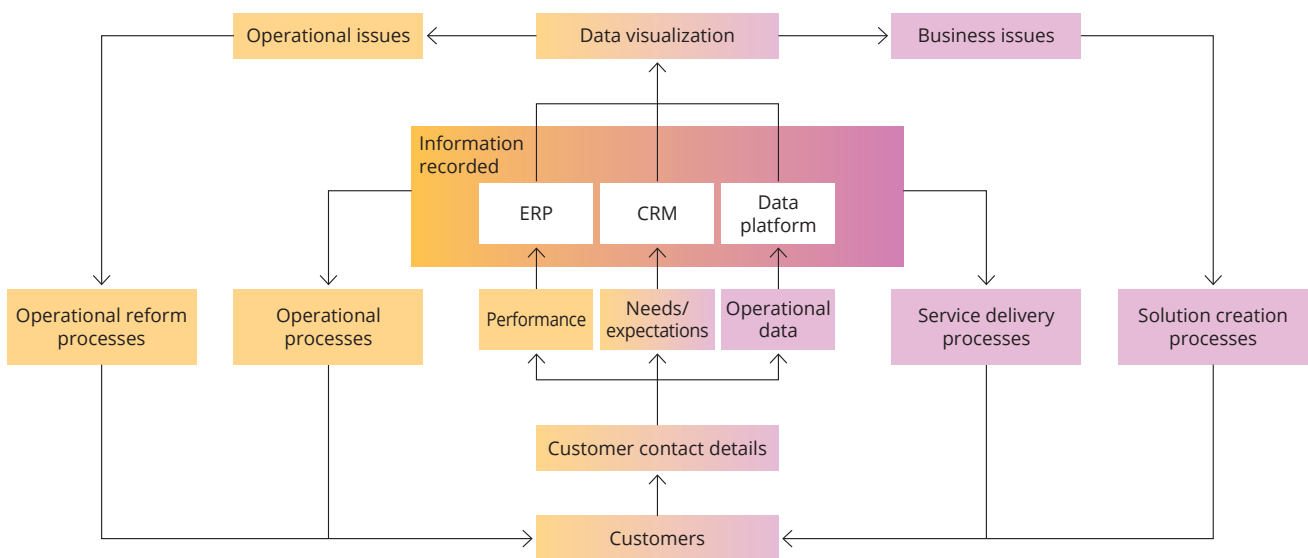 Operational issues
Data visualization
Business issues
Information
recorded
ERP
CRM
Data
platform
Operational reform
processes
Operational
processes
Performance
Needs/
expectations
Operational
data
Service delivery
processes
Solution creation
processes
Customer contact details
Customers